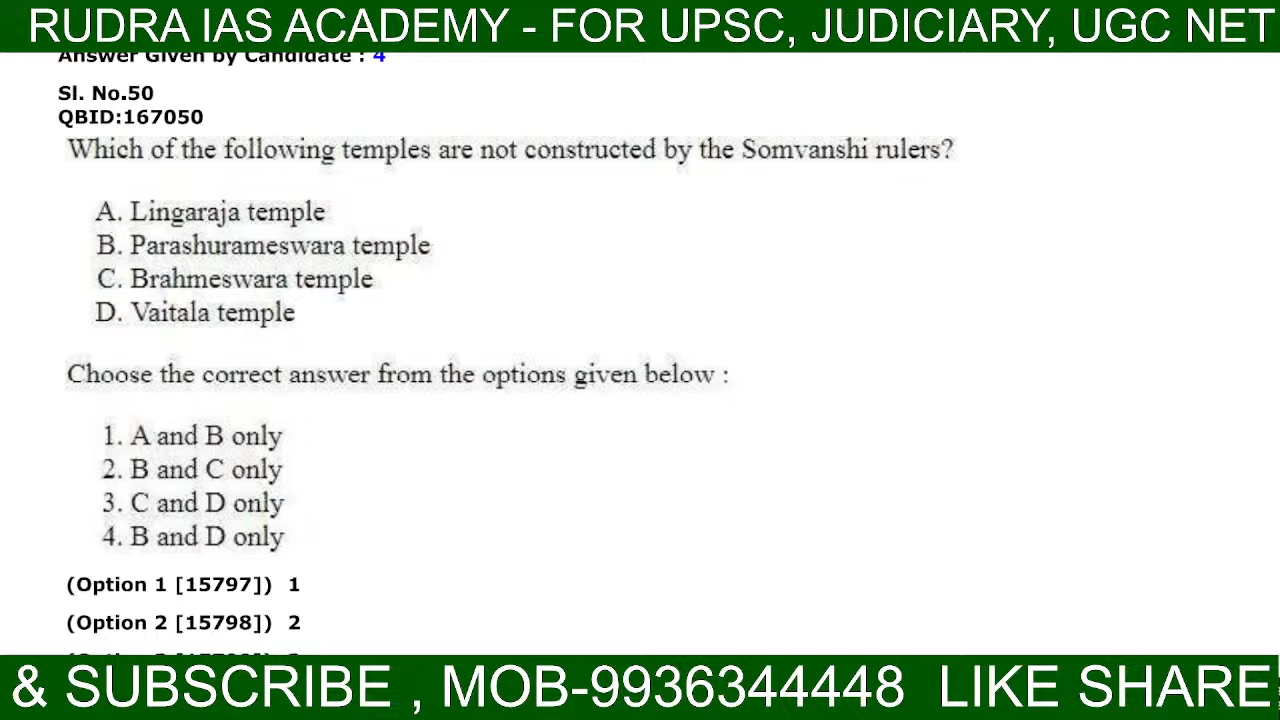 RUDRA IAS ACADEMY - FOR UPSC, JUDICIARY, UGC NET
Answer Given by Candidate : 4
Sl. No.50
QBID:167050
Which of the following temples are not constructed by the Somvanshi rulers?
A. Lingaraja temple
B. Parashurameswara temple
C. Brahmeswara temple
D. Vaitala temple
Choose the correct answer from the options given below :
1. A and B only
2. B and C only
3. C and D only
4. B and D only
(Option 1 [15797]) 1
(Option 2 [15798]) 2
& SUBSCRIBE , MOB-9936344448 LIKE SHARE